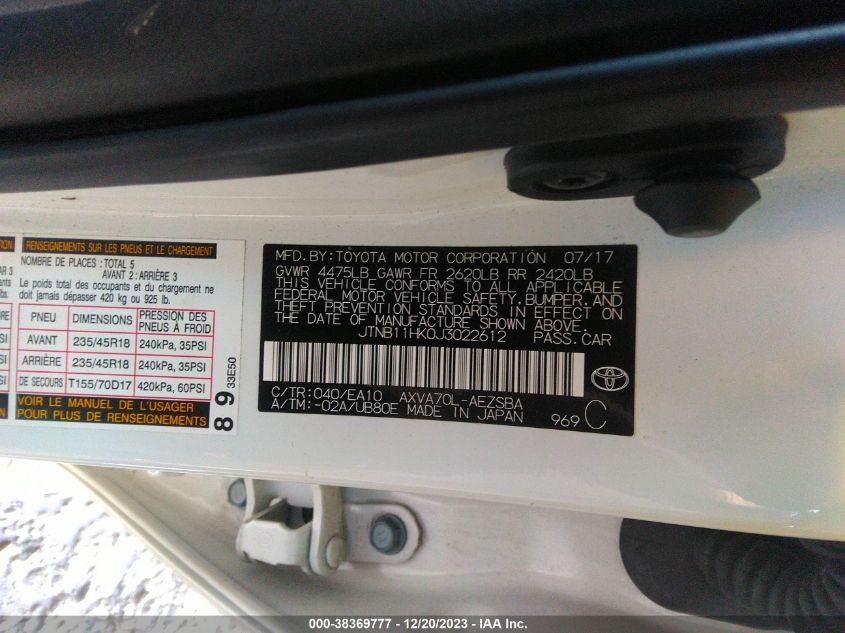 TION
RENSEIGNEMENTS SUR LES PNEUS ET LE CHARGEMENT
NOMBRE DE PLACES : TOTAL 5
AVANT 2 : ARRIÈRE 3
Le poids total des occupants et du chargement ne
doit jamais dépasser 420 kg ou 925 lb.
PNEU DIMENSIONS PRESSION DES PNEUS À FROID
AVANT 235/45R18 240kPa, 35PSI
ARRIÈRE 235/45R18 240kPa, 35PSI
DE SECOURS T155/70D17 420kPa, 60PSI
VOIR LE MANUEL DE L'USAGER
POUR PLUS DE RENSEIGNEMENTS
89
33E50
MFD. BY: TOYOTA MOTOR CORPORATION 07/17
GVWR 4475LB GAWR FR 2620LB RR 2420LB
THIS VEHICLE CONFORMS TO ALL APPLICABLE
FEDERAL MOTOR VEHICLE SAFETY, BUMPER, AND
THEFT PREVENTION STANDARDS IN EFFECT ON
THE DATE OF MANUFACTURE SHOWN ABOVE.
JTNB11HK0J3022612 PASS. CAR
C/TR: 040/EA10 AXVA70L-AEZSBA
A/TM: -02A/UB80E MADE IN JAPAN 969 C
000-38369777 - 12/20/2023 - IAA Inc.